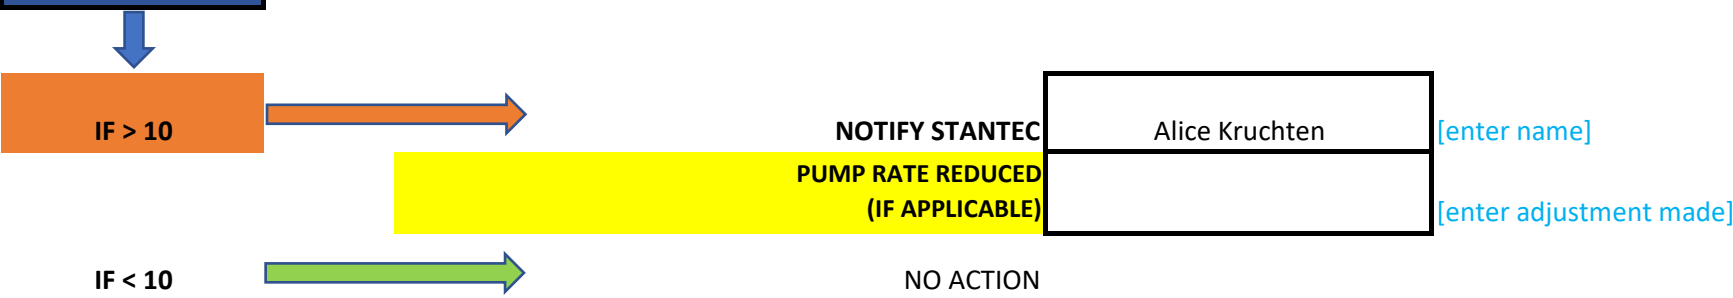 IF > 10
NOTIFY STANTEC
Alice Kruchten
[enter name]
PUMP RATE REDUCED
(IF APPLICABLE)
[enter adjustment made]
IF < 10
NO ACTION